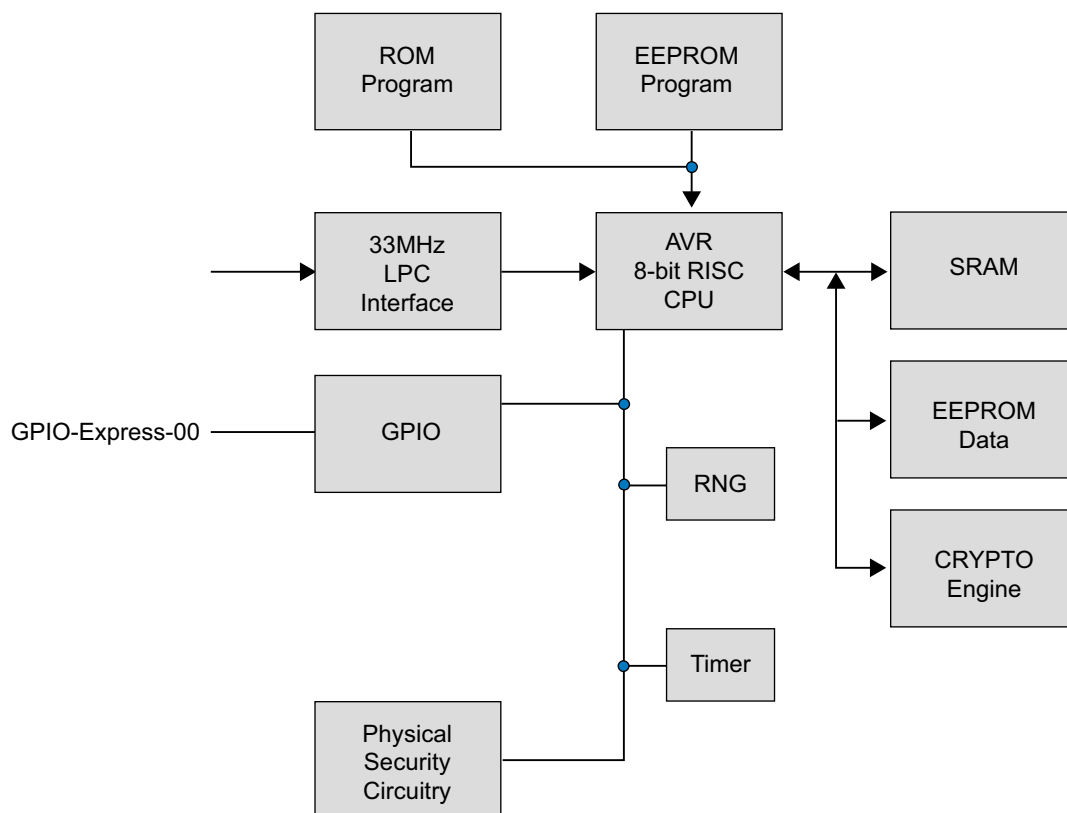 ROM
Program
EEPROM
Program
33MHz
LPC
Interface
AVR
8-bit RISC
CPU
SRAM
GPIO-Express-00
GPIO
EEPROM
Data
RNG
CRYPTO
Engine
Timer
Physical
Security
Circuitry